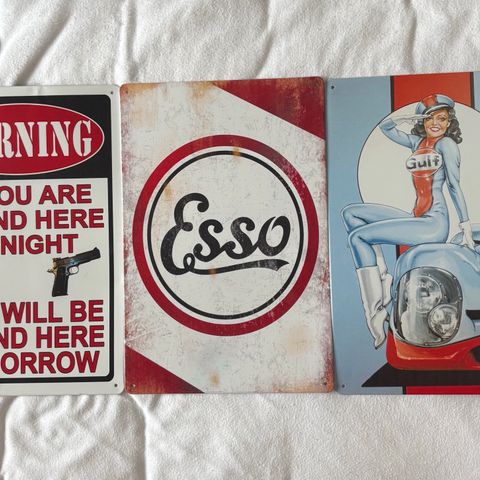 RNING
OU ARE
ND HERE
NIGHT
WILL BE
ND HERE
ORROW
Esso
Gulf